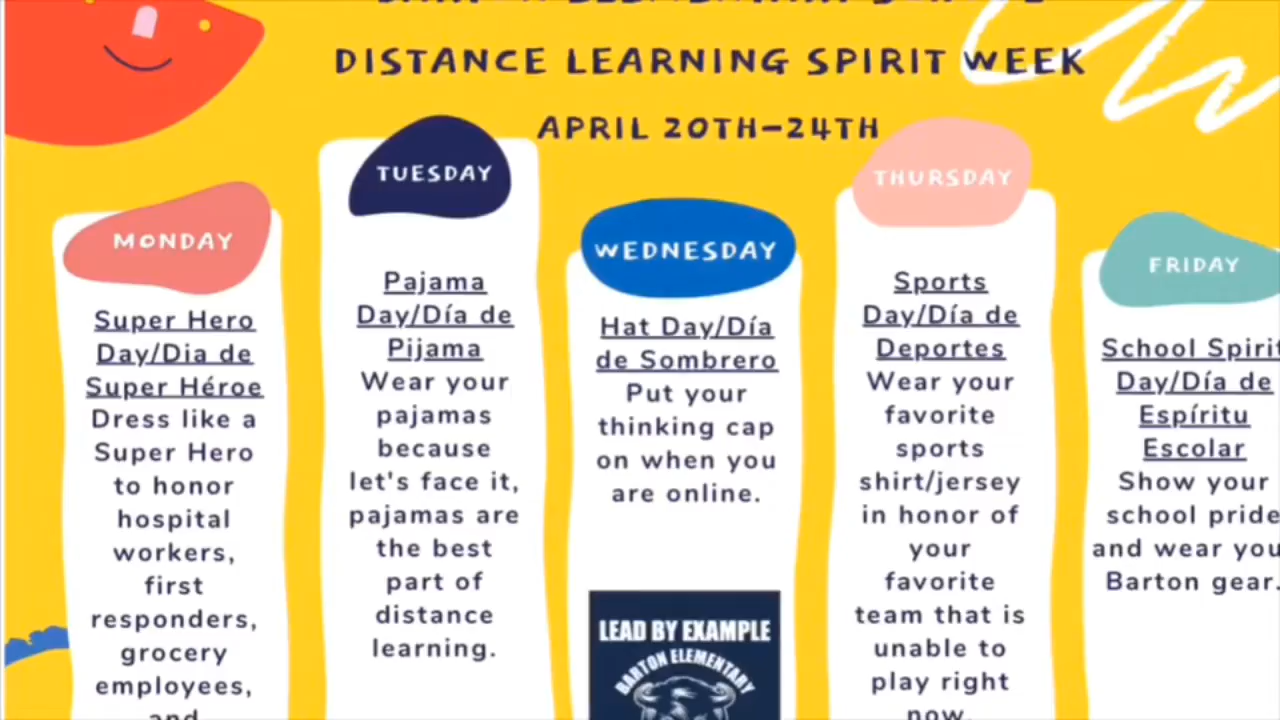 DISTANCE LEARNING SPIRIT WEEK
APRIL 20TH-24TH
MONDAY
Super Hero
Day/Dia de
Super Héroe
Dress like a
Super Hero
to honor
hospital
workers,
first
responders,
grocery
employees,
and
TUESDAY
Pajama
Day/Día de
Pijama
Wear your
pajamas
because
let's face it,
pajamas are
the best
part of
distance
learning.
WEDNESDAY
Hat Day/Día
de Sombrero
Put your
thinking cap
on when you
are online.
LEAD BY EXAMPLE
BARTON ELEMENTARY
THURSDAY
Sports
Day/Día de
Deportes
Wear your
favorite
sports
shirt/jersey
in honor of
your
favorite
team that is
unable to
play right
now.
FRIDAY
School Spirit
Day/Día de
Espíritu
Escolar
Show your
school pride
and wear you
Barton gear.